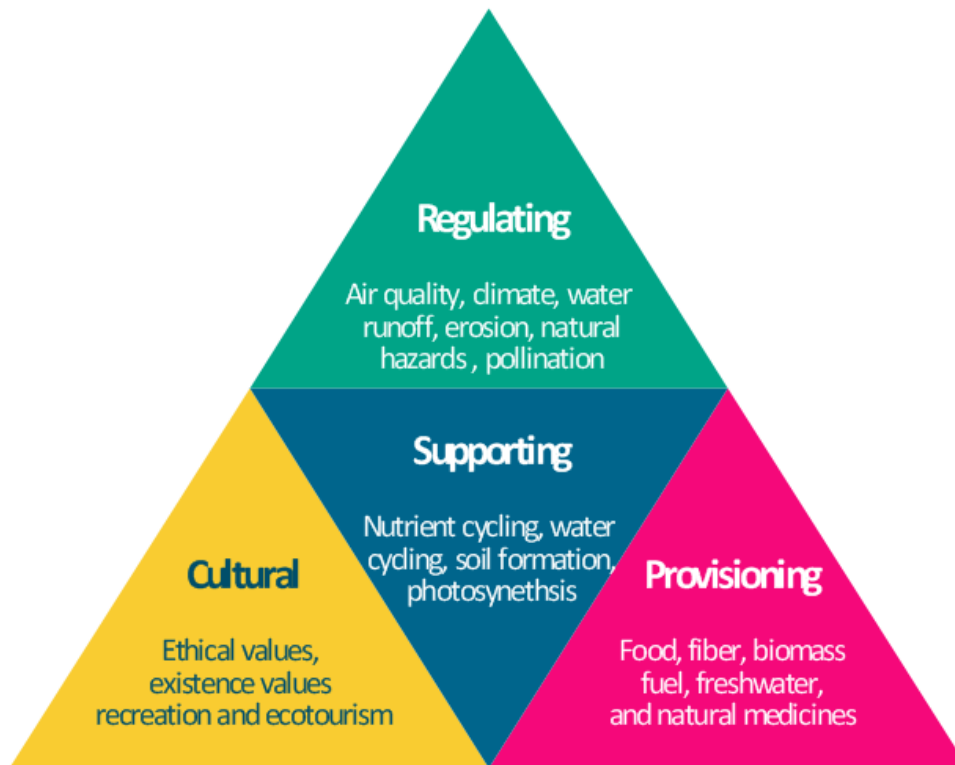 Regulating
Air quality, climate, water
runoff, erosion, natural
hazards , pollination
Supporting
Nutrient cycling, water
cycling, soil formation,
photosynethsis
Cultural
Ethical values,
existence values
recreation and ecotourism
Provisioning
Food, fiber, biomass
fuel, freshwater,
and natural medicines